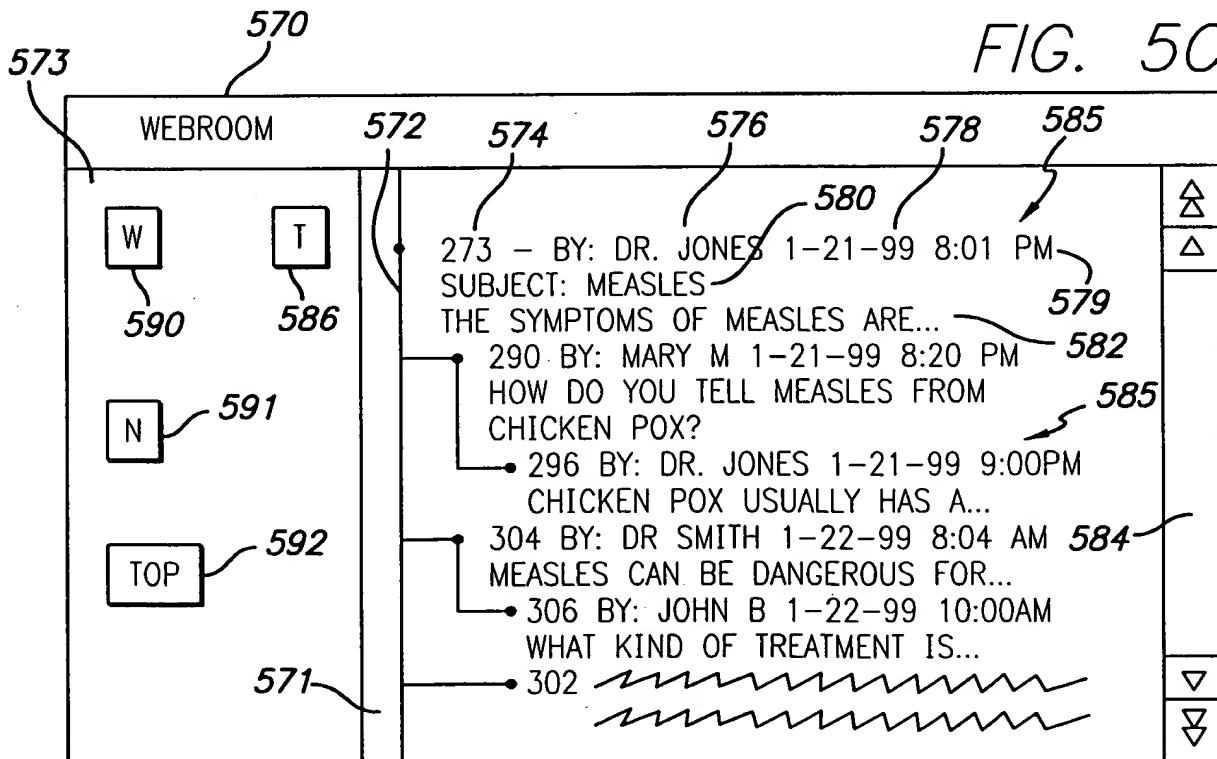 FIG. 5C
570
573
WEBROOM
572
574
576
578
585
W
T
580
590
586
273 – BY: DR. JONES 1–21–99 8:01 PM
579
SUBJECT: MEASLES
THE SYMPTOMS OF MEASLES ARE...
582
290 BY: MARY M 1–21–99 8:20 PM
HOW DO YOU TELL MEASLES FROM
585
N
591
CHICKEN POX?
296 BY: DR. JONES 1–21–99 9:00PM
CHICKEN POX USUALLY HAS A...
304 BY: DR SMITH 1–22–99 8:04 AM
584
TOP
592
MEASLES CAN BE DANGEROUS FOR...
306 BY: JOHN B 1–22–99 10:00AM
WHAT KIND OF TREATMENT IS...
571
302